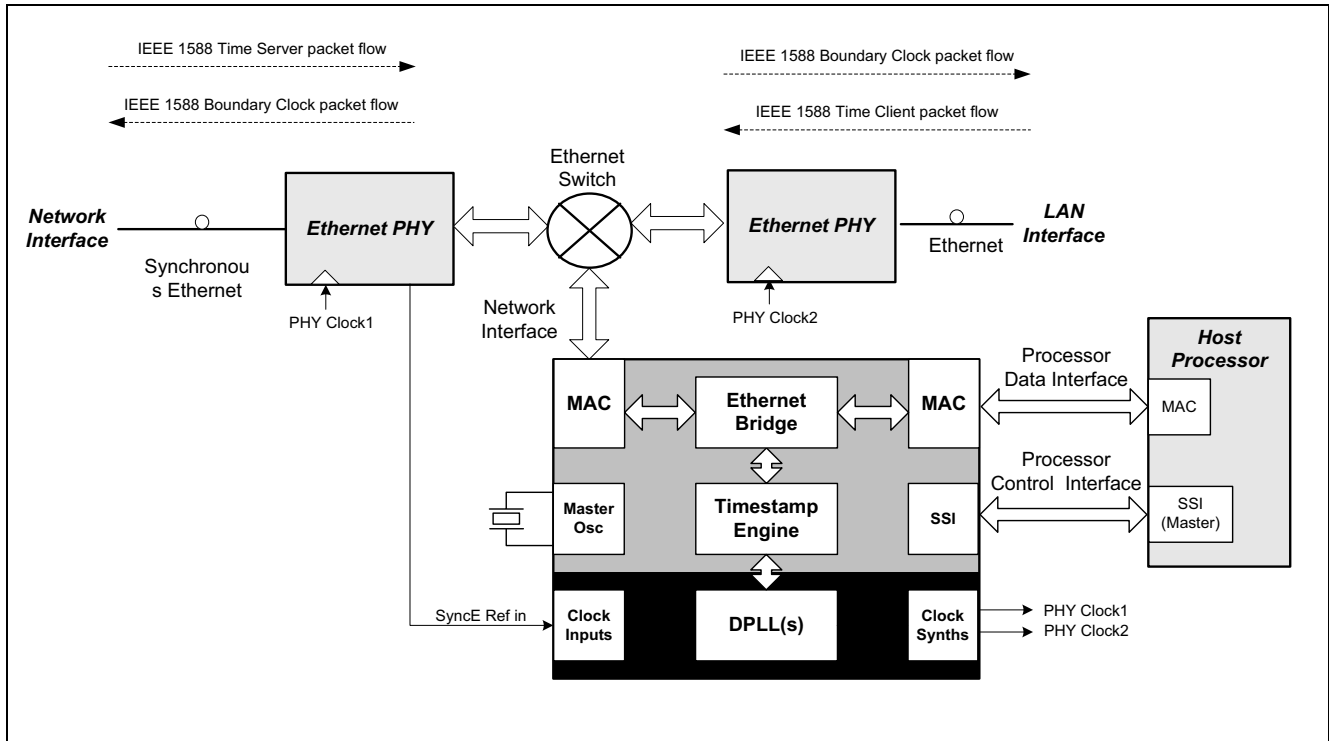 IEEE 1588 Time Server packet flow
IEEE 1588 Boundary Clock packet flow
IEEE 1588 Boundary Clock packet flow
IEEE 1588 Time Client packet flow
Ethernet
Switch
Network
Interface
Ethernet PHY
Ethernet PHY
LAN
Interface
Synchronou
s Ethernet
Ethernet
PHY Clock1
Network
Interface
PHY Clock2
Host
Processor
Processor
Data Interface
MAC
Ethernet
Bridge
MAC
MAC
Processor
Control Interface
Master
Osc
Timestamp
Engine
SSI
SSI
(Master)
SyncE Ref in
Clock
Inputs
DPLL(s)
Clock
Synths
PHY Clock1
PHY Clock2